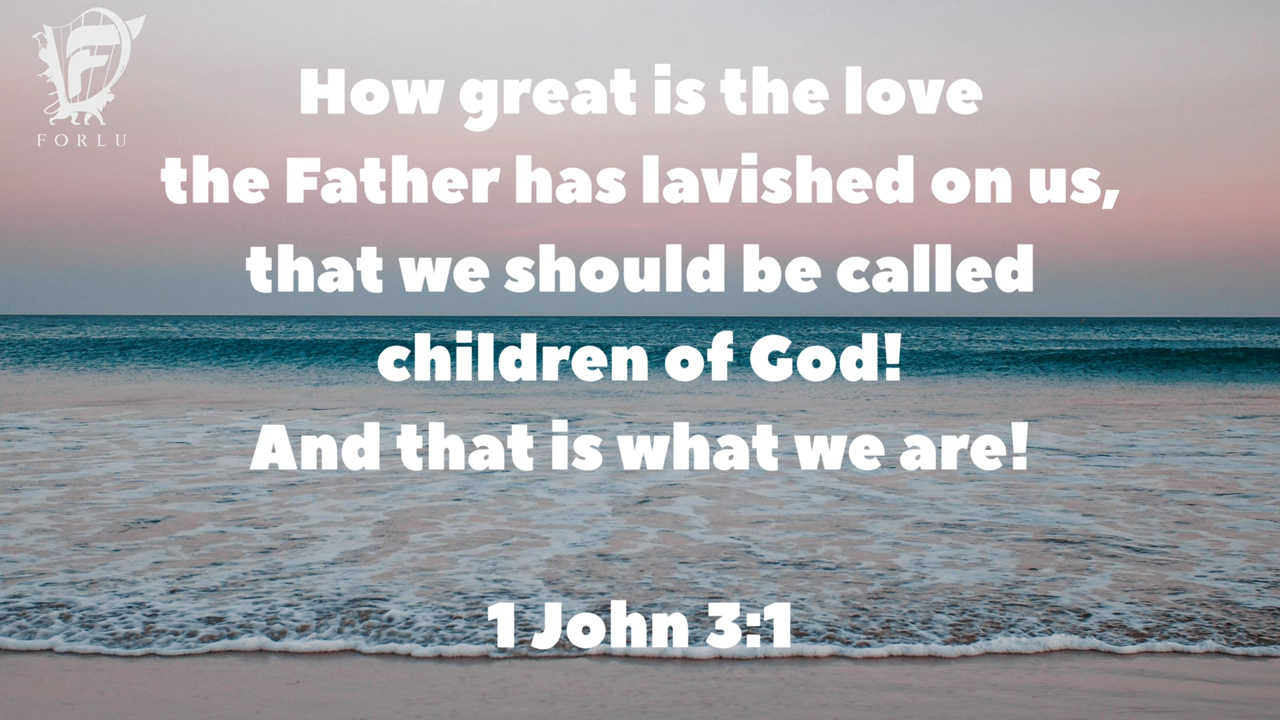 FORLU
How great is the love
the Father has lavished on us,
that we should be called
children of God!
And that is what we are!
1 John 3:1